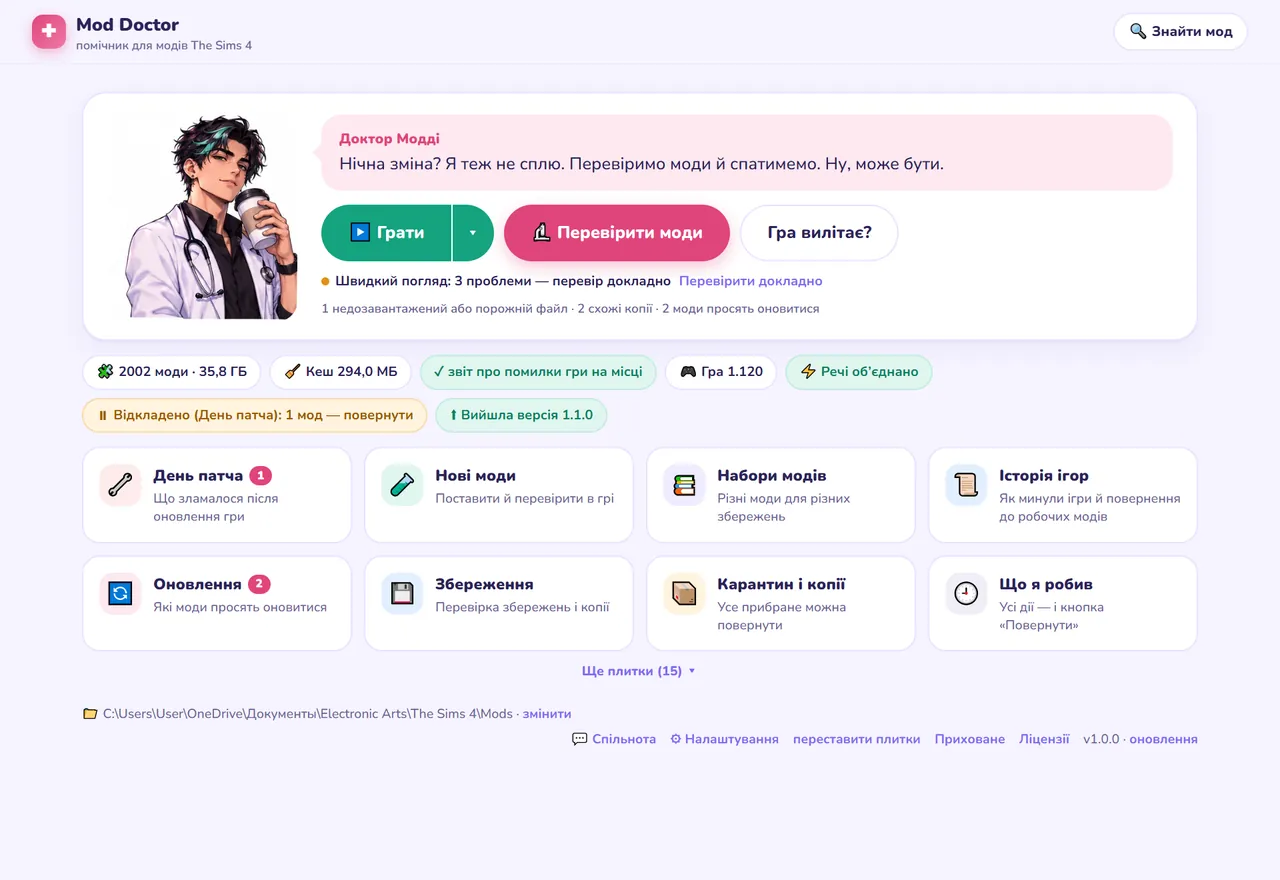 Mod Doctor
помічник для модів The Sims 4
🔍 Знайти мод
Доктор Модді
Нічна зміна? Я теж не сплю. Перевіримо моди й спатимемо. Ну, може бути.
▶ Грати ▾
🔬 Перевірити моди
Гра вилітає?
Швидкий погляд: 3 проблеми — перевір докладно Перевірити докладно
1 недозавантажений або порожній файл · 2 схожі копії · 2 моди просять оновитися
🧩 2002 моди · 35,8 ГБ
🧹 Кеш 294,0 МБ
✓ звіт про помилки гри на місці
🎮 Гра 1.120
⚡ Речі об'єднано
⏸ Відкладено (День патча): 1 мод — повернути
⬆ Вийшла версія 1.1.0
День патча 1
Що зламалося після
оновлення гри
Нові моди
Поставити й перевірити в грі
Набори модів
Різні моди для різних
збережень
Історія ігор
Як минули ігри й повернення
до робочих модів
Оновлення 2
Які моди просять оновитися
Збереження
Перевірка збережень і копії
Карантин і копії
Усе прибране можна
повернути
Що я робив
Усі дії — і кнопка
«Повернути»
Ще плитки (15) ▾
📁 C:\Users\User\OneDrive\Документы\Electronic Arts\The Sims 4\Mods · змінити
💬 Спільнота ⚙ Налаштування переставити плитки Приховане Ліцензії v1.0.0 · оновлення